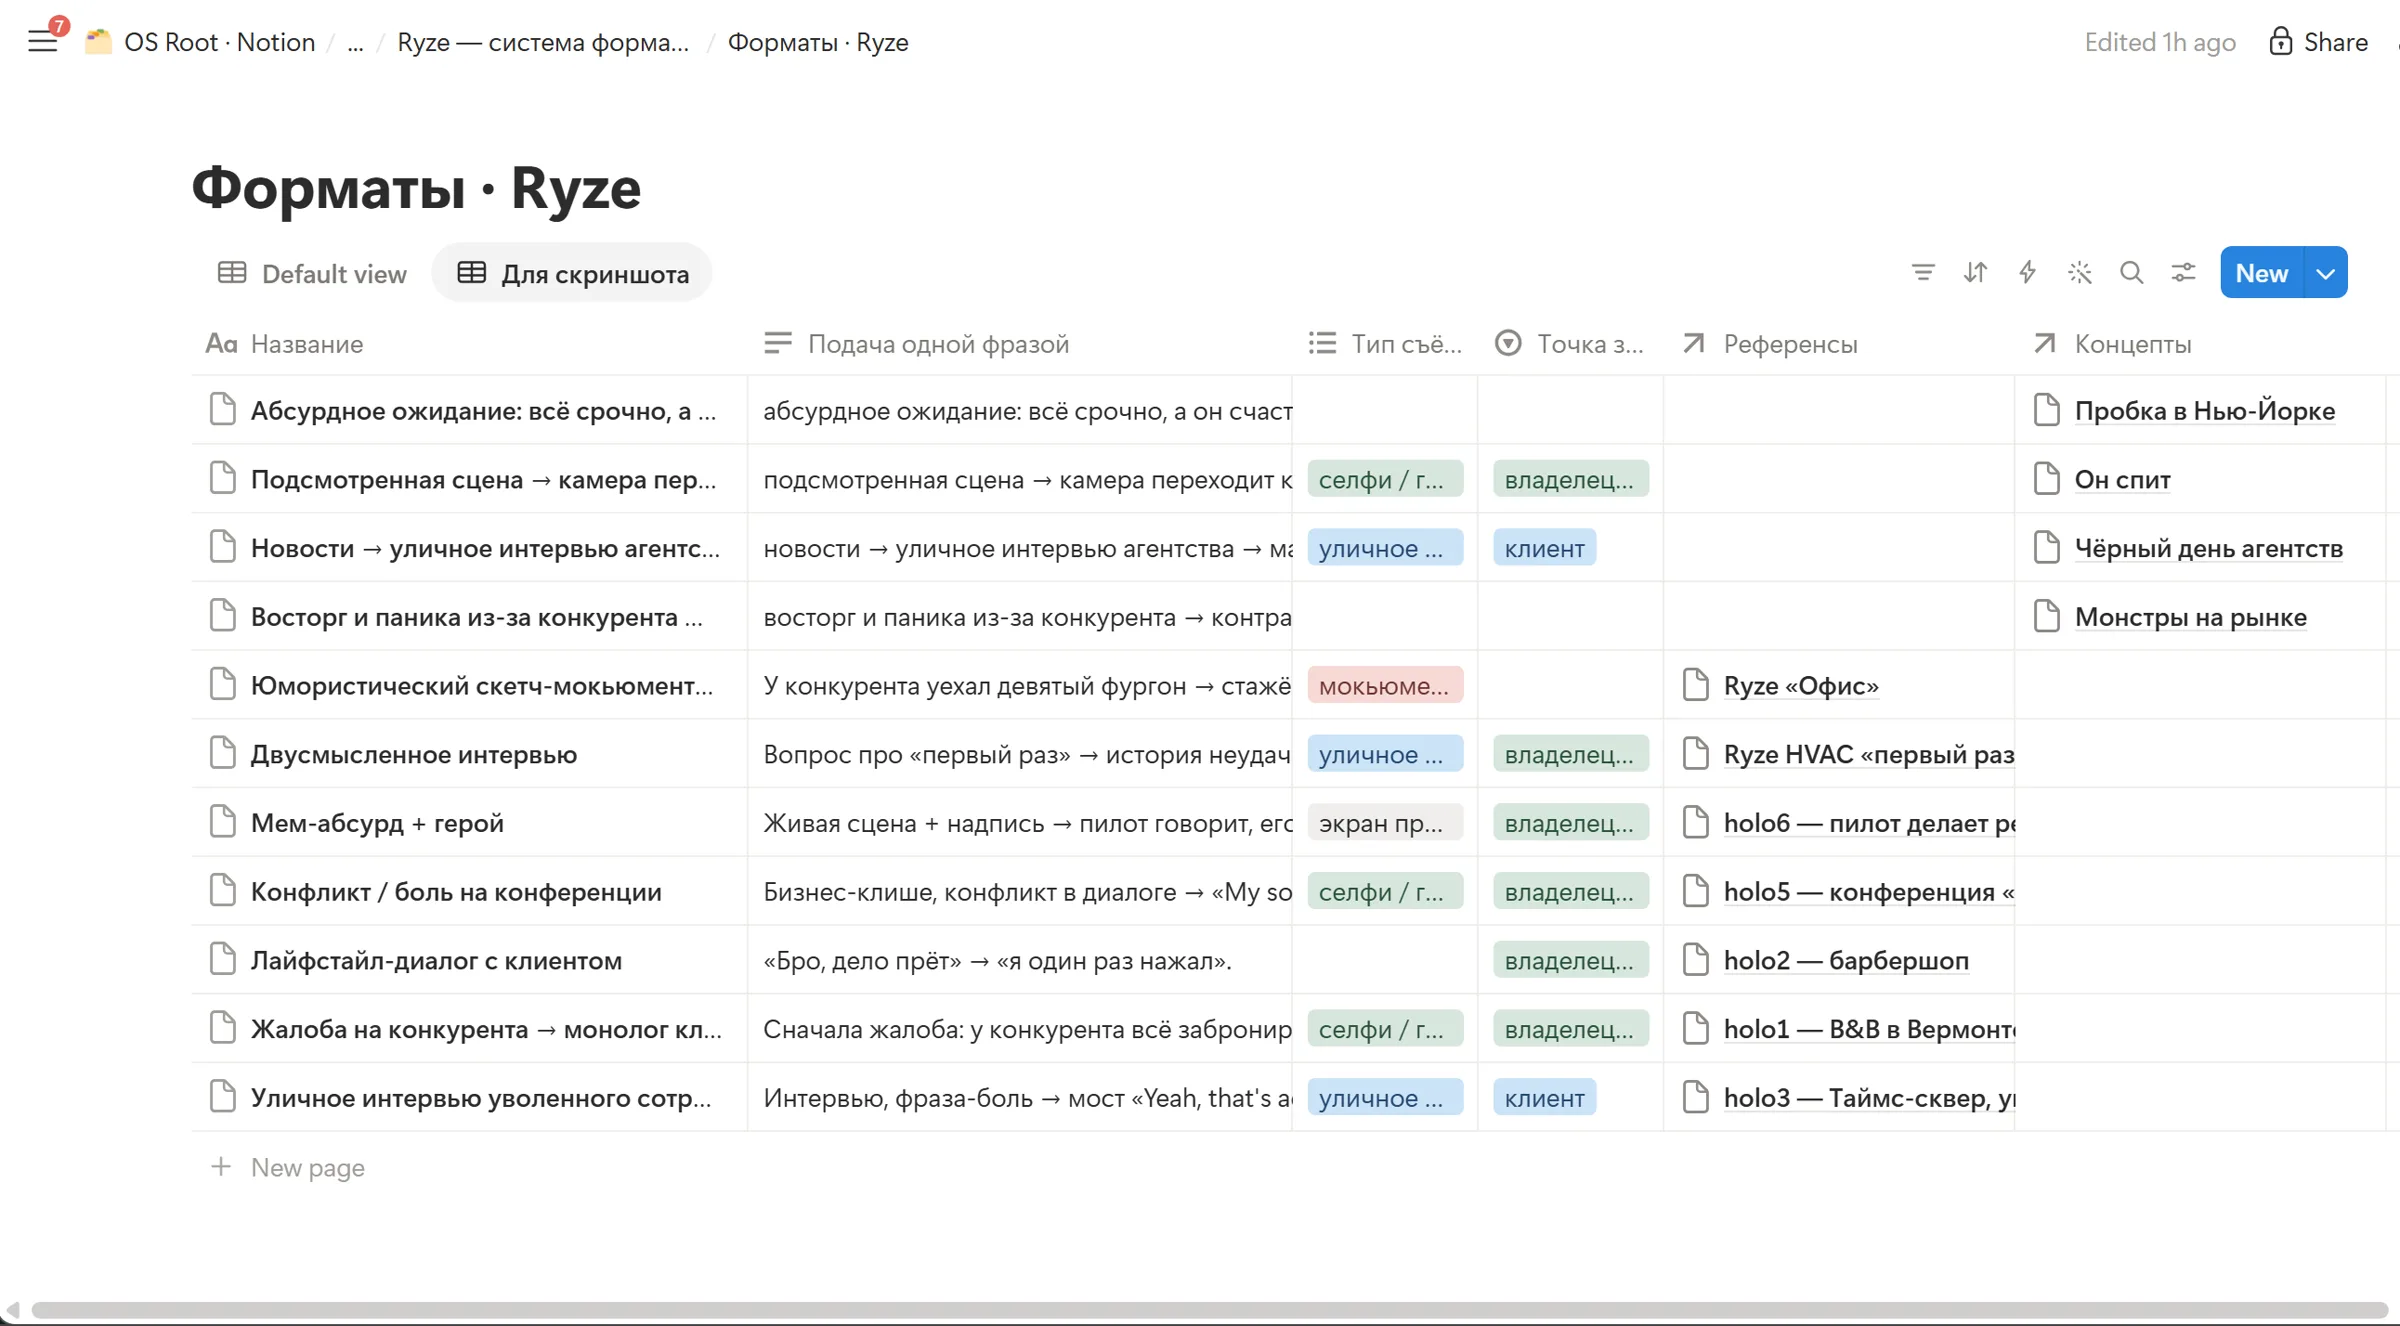 7
OS Root · Notion / ... / Ryze — система форма... / Форматы · Ryze
Edited 1h ago Share
Форматы · Ryze
Default view Для скриншота New
Aa Название Подача одной фразой Тип съё... Точка з... Референсы Концепты
Абсурдное ожидание: всё срочно, а ... абсурдное ожидание: всё срочно, а он счаст Пробка в Нью-Йорке
Подсмотренная сцена → камера пер... подсмотренная сцена → камера переходит к селфи / г... владелец... Он спит
Новости → уличное интервью агентс... новости → уличное интервью агентства → ма уличное ... клиент Чёрный день агентств
Восторг и паника из-за конкурента ... восторг и паника из-за конкурента → контра Монстры на рынке
Юмористический скетч-мокьюмент... У конкурента уехал девятый фургон → стажё мокьюме... Ryze «Офис»
Двусмысленное интервью Вопрос про «первый раз» → история неудач уличное ... владелец... Ryze HVAC «первый раз
Мем-абсурд + герой Живая сцена + надпись → пилот говорит, его экран пр... владелец... holo6 — пилот делает ре
Конфликт / боль на конференции Бизнес-клише, конфликт в диалоге → «My so селфи / г... владелец... holo5 — конференция «
Лайфстайл-диалог с клиентом «Бро, дело прёт» → «я один раз нажал». владелец... holo2 — барбершоп
Жалоба на конкурента → монолог кл... Сначала жалоба: у конкурента всё забронир селфи / г... владелец... holo1 — B&B в Вермонте
Уличное интервью уволенного сотр... Интервью, фраза-боль → мост «Yeah, that's a уличное ... клиент holo3 — Таймс-сквер, у
New page